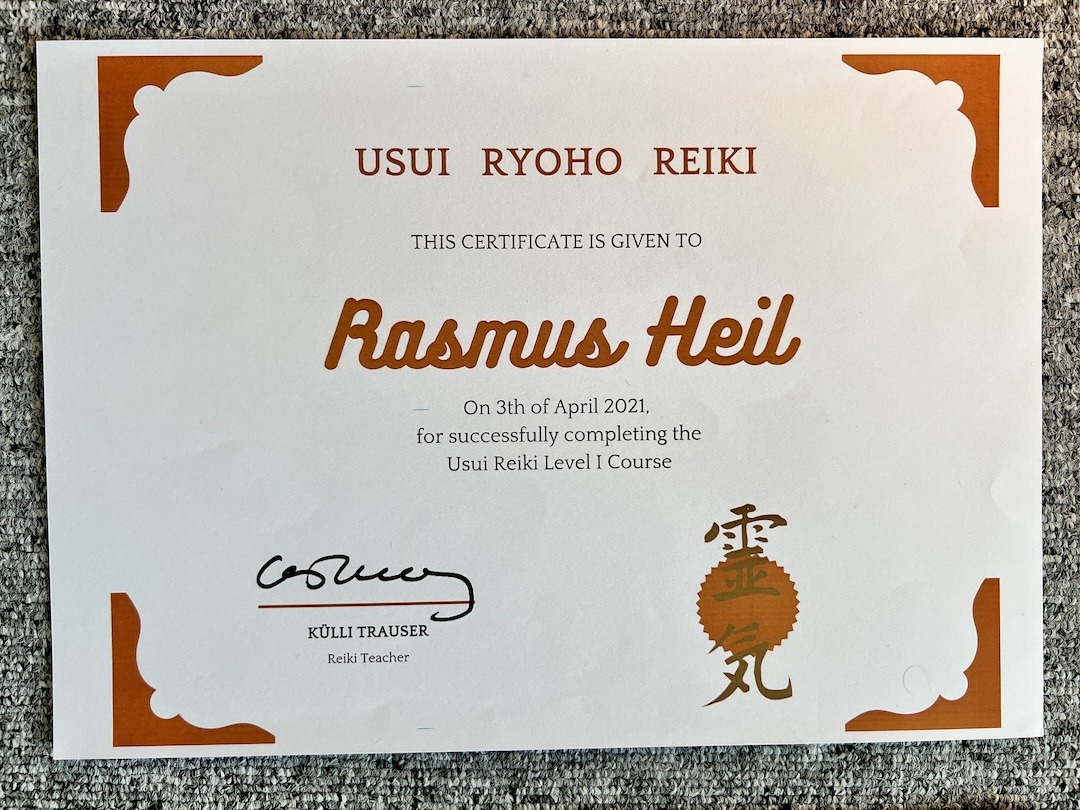 USUI RYOHO REIKI
THIS CERTIFICATE IS GIVEN TO
Rasmus Heil
On 3th of April 2021,
for successfully completing the
Usui Reiki Level I Course
KÜLLI TRAUSER
Reiki Teacher
靈気